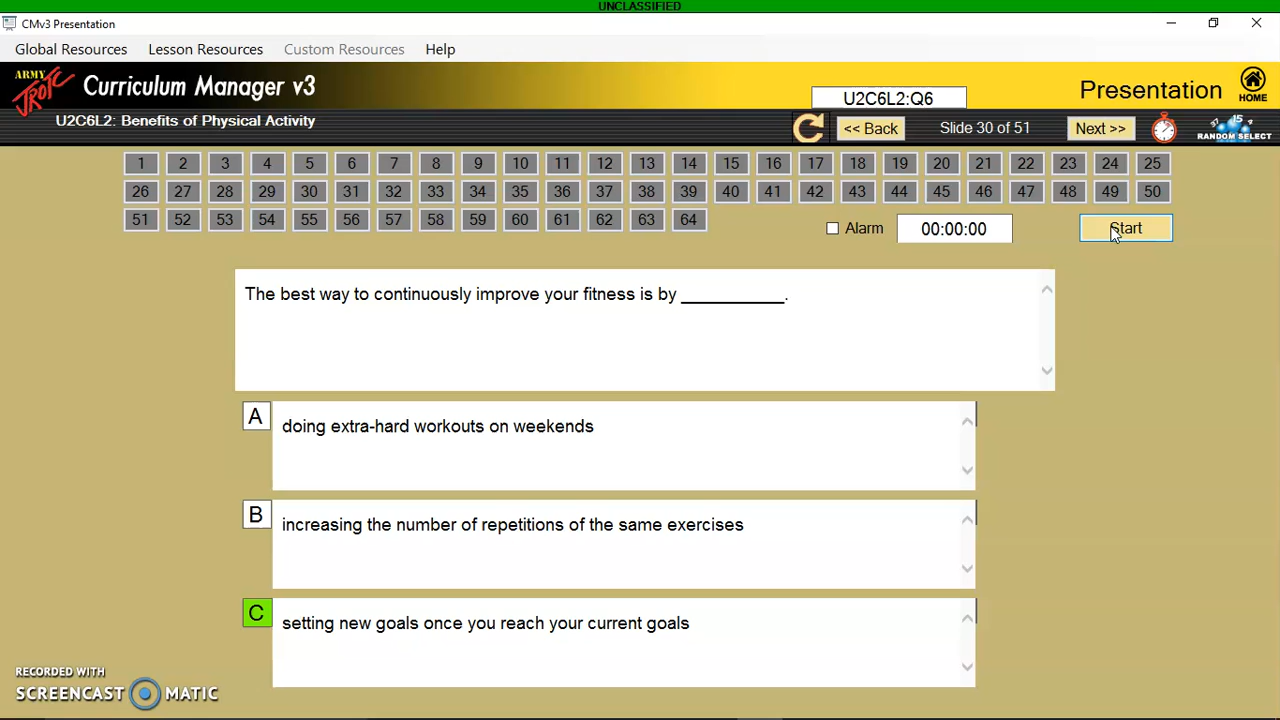 UNCLASSIFIED
CMv3 Presentation
Global Resources Lesson Resources Custom Resources Help
ARMY JROTC Curriculum Manager v3 Presentation HOME
U2C6L2:Q6
U2C6L2: Benefits of Physical Activity << Back Slide 30 of 51 Next >> 37 15 4 RANDOM SELECT
1 2 3 4 5 6 7 8 9 10 11 12 13 14 15 16 17 18 19 20 21 22 23 24 25
26 27 28 29 30 31 32 33 34 35 36 37 38 39 40 41 42 43 44 45 46 47 48 49 50
51 52 53 54 55 56 57 58 59 60 61 62 63 64
Alarm 00:00:00 Start
The best way to continuously improve your fitness is by ___________.
A doing extra-hard workouts on weekends
B increasing the number of repetitions of the same exercises
C setting new goals once you reach your current goals
RECORDED WITH
SCREENCAST MATIC